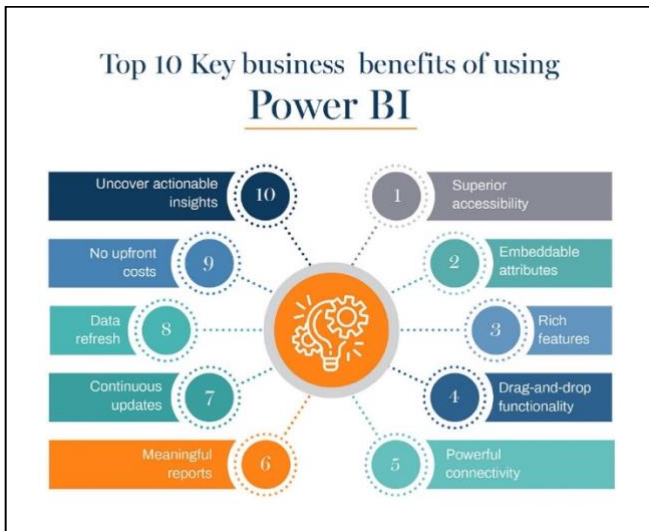 Top 10 Key business benefits of using
Power BI
Uncover actionable
insights
10
1
Superior
accessibility
No upfront
costs
9
2
Embeddable
attributes
Data
refresh
8
3
Rich
features
Continuous
updates
7
4
Drag-and-drop
functionality
Meaningful
reports
6
5
Powerful
connectivity